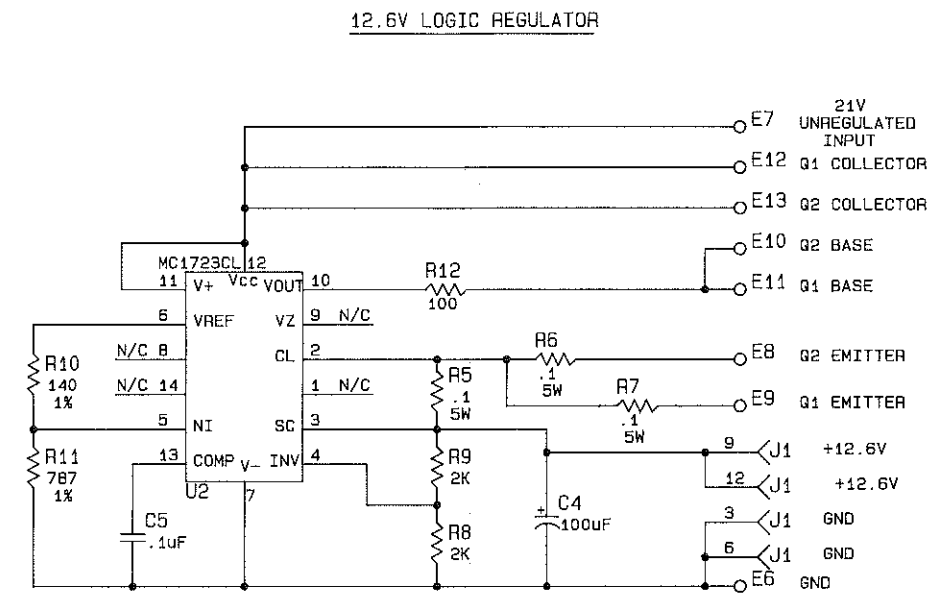 12.6V LOGIC REGULATOR
E7 21V
UNREGULATED
INPUT
E12 Q1 COLLECTOR
E13 Q2 COLLECTOR
E10 Q2 BASE
MC1723CL 12
11 V+ Vcc VOUT 10
R12
100
E11 Q1 BASE
6 VREF VZ 9 N/C
N/C 8 CL 2
R6
.1
5W
E8 Q2 EMITTER
R10
140
1%
N/C 14 1 N/C
R5
.1
5W
R7
.1
5W
E9 Q1 EMITTER
5 NI SC 3
R11
787
1%
13 COMP V- INV 4
U2
7
R9
2K
9 J1 +12.6V
12 J1 +12.6V
C5
.1uF
R8
2K
+ C4
100uF
3 J1 GND
6 J1 GND
E6 GND